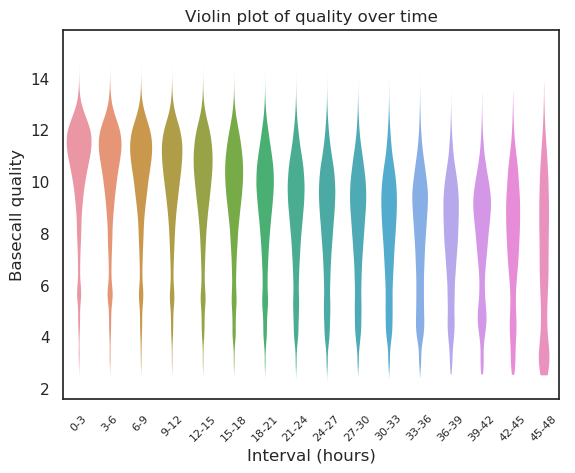 Violin plot of quality over time
Basecall quality
14
12
10
8
6
4
2
0-3 3-6 6-9 9-12 12-15 15-18 18-21 21-24 24-27 27-30 30-33 33-36 36-39 39-42 42-45 45-48
Interval (hours)